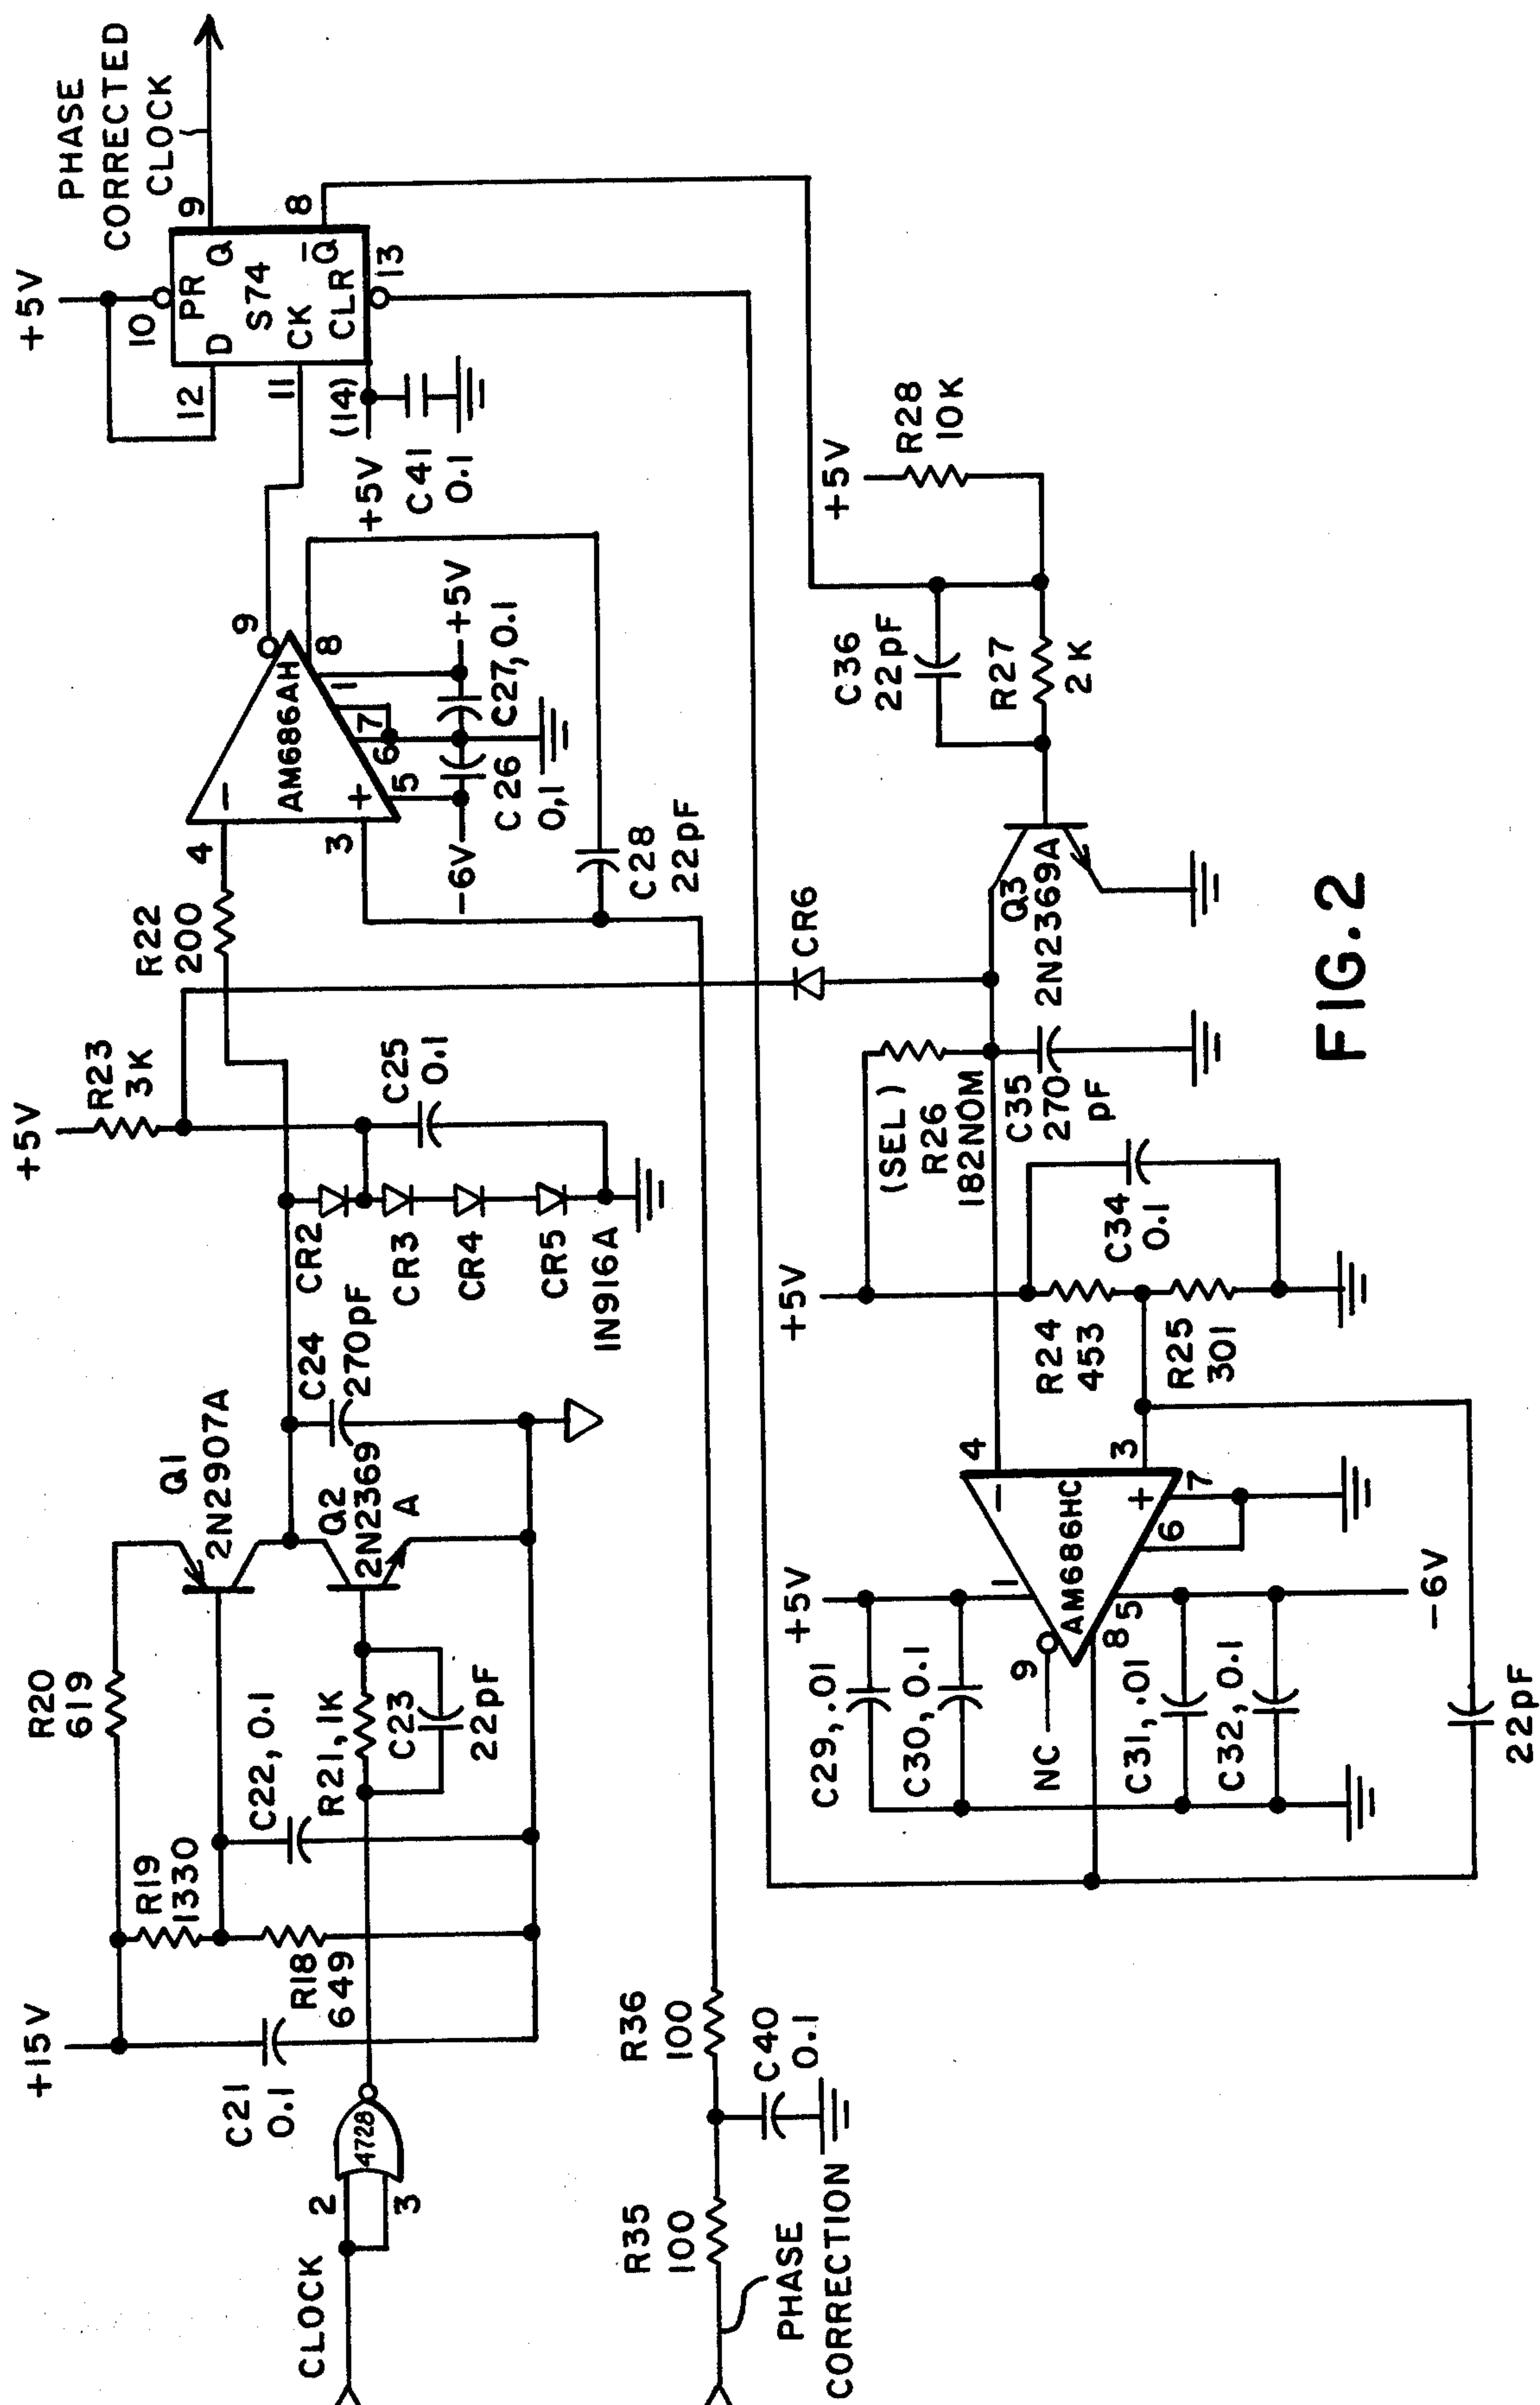 +15V
C21
0.1
R19
1330
R18
649
R20
619
C22, 0.1
R21, 1K
C23
22pF
Q1
2N2907A
Q2
2N2369
A
C24
270pF
CR2
CR3
CR4
CR5
IN916A
+5V
R23
3K
C25
0.1
R22
200
4
3
−
+
AM686AH
9
8
1
7
6
5
−6V
+5V
C26
0,1
C27, 0.1
C28
22pF
+5V
10
12
11
(14)
PR
D
Q
S74
CK
CLR
Q
9
8
13
+5V
C41
0.1
PHASE
CORRECTED
CLOCK
CLOCK
2
3
4728
R35
100
R36
100
C40
0.1
PHASE
CORRECTION
CR6
+5V
C29, .01
C30, 0.1
9
NC
C31, .01
C32, 0.1
1
AM686HC
−
+
4
3
8
5
6
7
−6V
22pF
+5V
R24
453
R25
301
C34
0.1
(SEL)
R26
182NOM
C35
270
pF
Q3
2N2369A
C36
22pF
R27
2K
+5V
R28
10K
FIG. 2